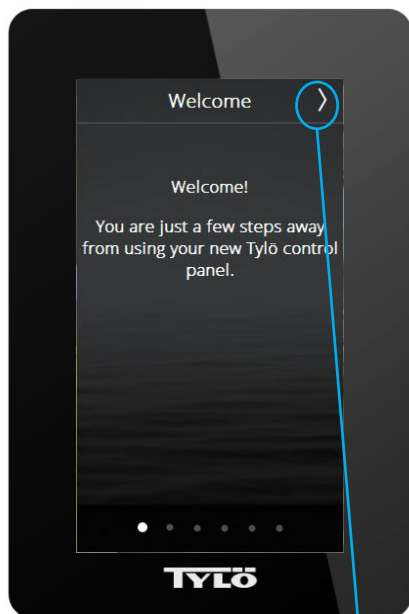 Welcome
Welcome!
You are just a few steps away
from using your new Tylö control
panel.
TYLÖ